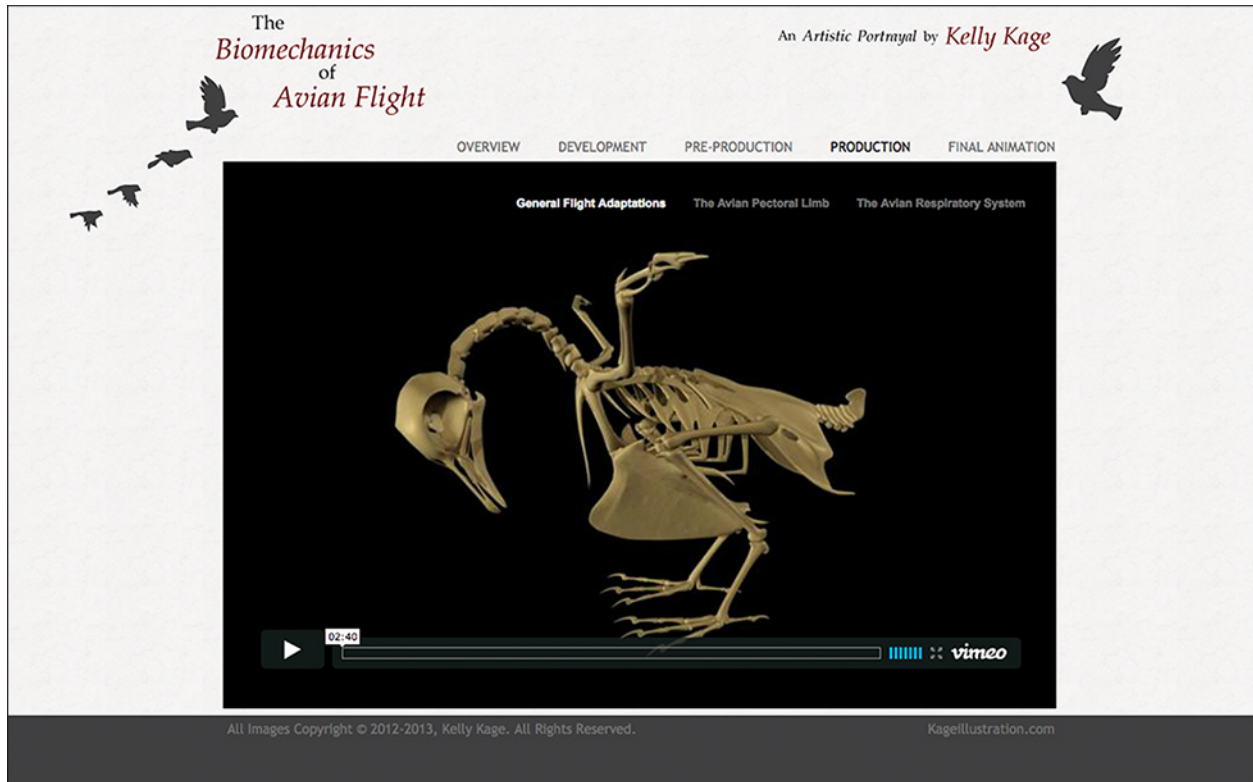 The
Biomechanics
of
Avian Flight
An Artistic Portrayal by Kelly Kage
OVERVIEW DEVELOPMENT PRE-PRODUCTION PRODUCTION FINAL ANIMATION
General Flight Adaptations The Avian Pectoral Limb The Avian Respiratory System
02:40
vimeo
All Images Copyright © 2012-2013, Kelly Kage. All Rights Reserved. Kageillustration.com